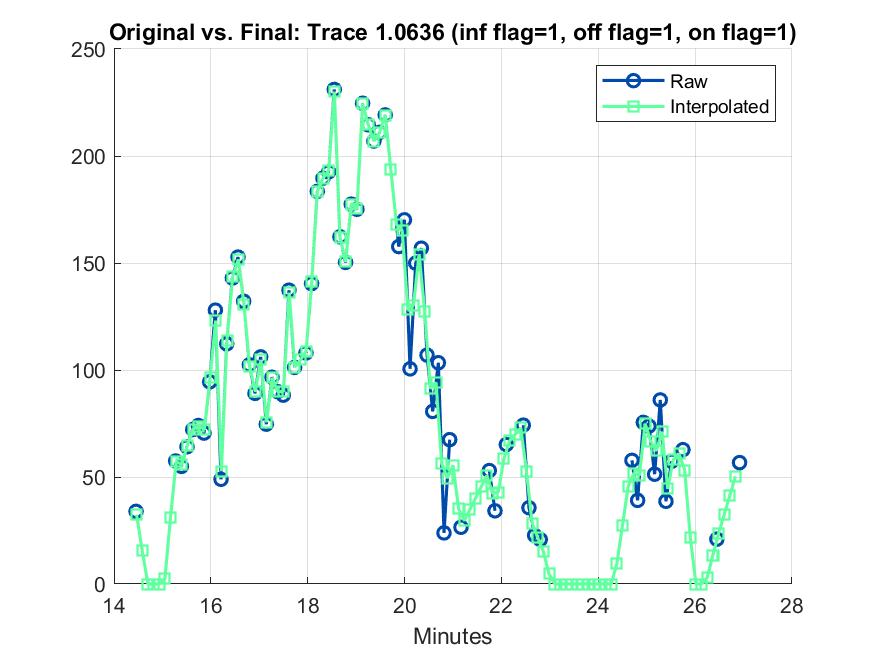 Original vs. Final: Trace 1.0636 (inf flag=1, off flag=1, on flag=1)
250
200
150
100
50
0
Raw
Interpolated
14 16 18 20 22 24 26 28
Minutes